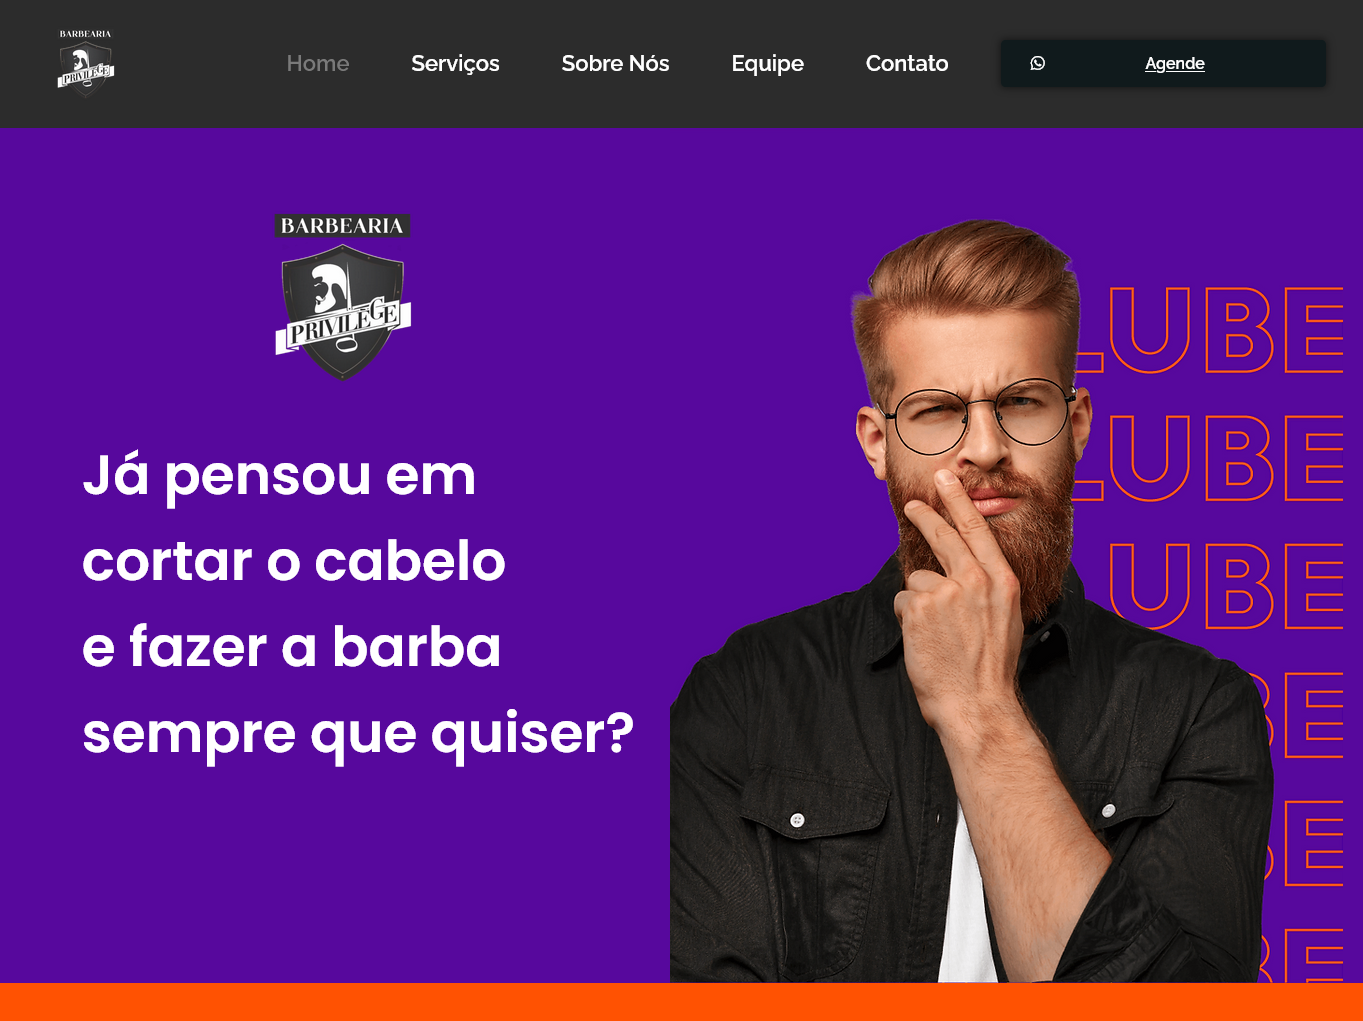 BARBEARIA
PRIVILEGE
Home
Serviços
Sobre Nós
Equipe
Contato
Agende
BARBEARIA
PRIVILEGE
Já pensou em
cortar o cabelo
e fazer a barba
sempre que quiser?
LUBE
LUBE
UBE
BE
BE
BE